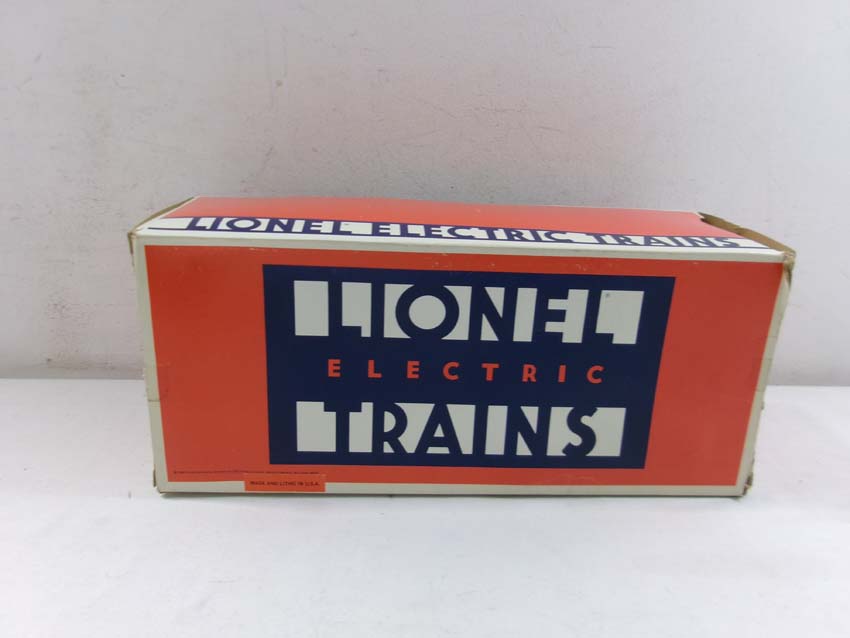 LIONEL ELECTRIC TRAINS
LIONEL
ELECTRIC
TRAINS
MADE AND LITHO IN U.S.A.